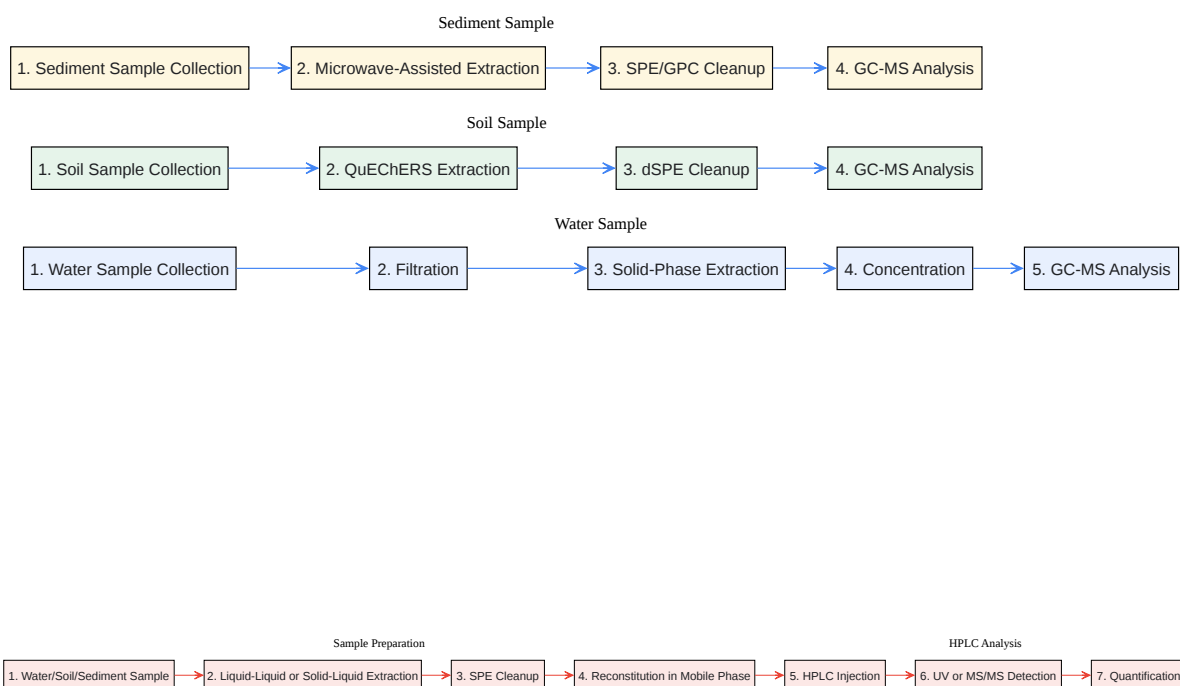 Sediment Sample
1. Sediment Sample Collection
2. Microwave-Assisted Extraction
3. SPE/GPC Cleanup
4. GC-MS Analysis
Soil Sample
1. Soil Sample Collection
2. QuEChERS Extraction
3. dSPE Cleanup
4. GC-MS Analysis
Water Sample
1. Water Sample Collection
2. Filtration
3. Solid-Phase Extraction
4. Concentration
5. GC-MS Analysis
Sample Preparation
HPLC Analysis
1. Water/Soil/Sediment Sample
2. Liquid-Liquid or Solid-Liquid Extraction
3. SPE Cleanup
4. Reconstitution in Mobile Phase
5. HPLC Injection
6. UV or MS/MS Detection
7. Quantification